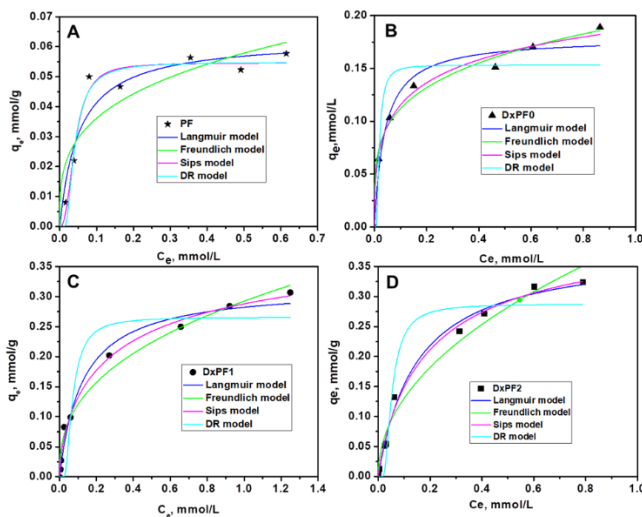 A
B
qₑ, mmol/g
0.06
0.05
0.04
0.03
0.02
0.01
0.00
PF
Langmuir model
Freundlich model
Sips model
DR model
0.0 0.1 0.2 0.3 0.4 0.5 0.6 0.7
Cₑ, mmol/L
qe, mmol/L
0.20
0.15
0.10
0.05
0.00
DxPF0
Langmuir model
Freundlich model
Sips model
DR model
0.0 0.2 0.4 0.6 0.8 1.0
Ce, mmol/L
C
D
qₑ, mmol/g
0.35
0.30
0.25
0.20
0.15
0.10
0.05
0.00
DxPF1
Langmuir model
Freundlich model
Sips model
DR model
0.0 0.2 0.4 0.6 0.8 1.0 1.2 1.4
Cₑ, mmol/L
qe, mmol/g
0.35
0.30
0.25
0.20
0.15
0.10
0.05
0.00
DxPF2
Langmuir model
Freundlich model
Sips model
DR model
0.0 0.2 0.4 0.6 0.8 1.0
Ce, mmol/L